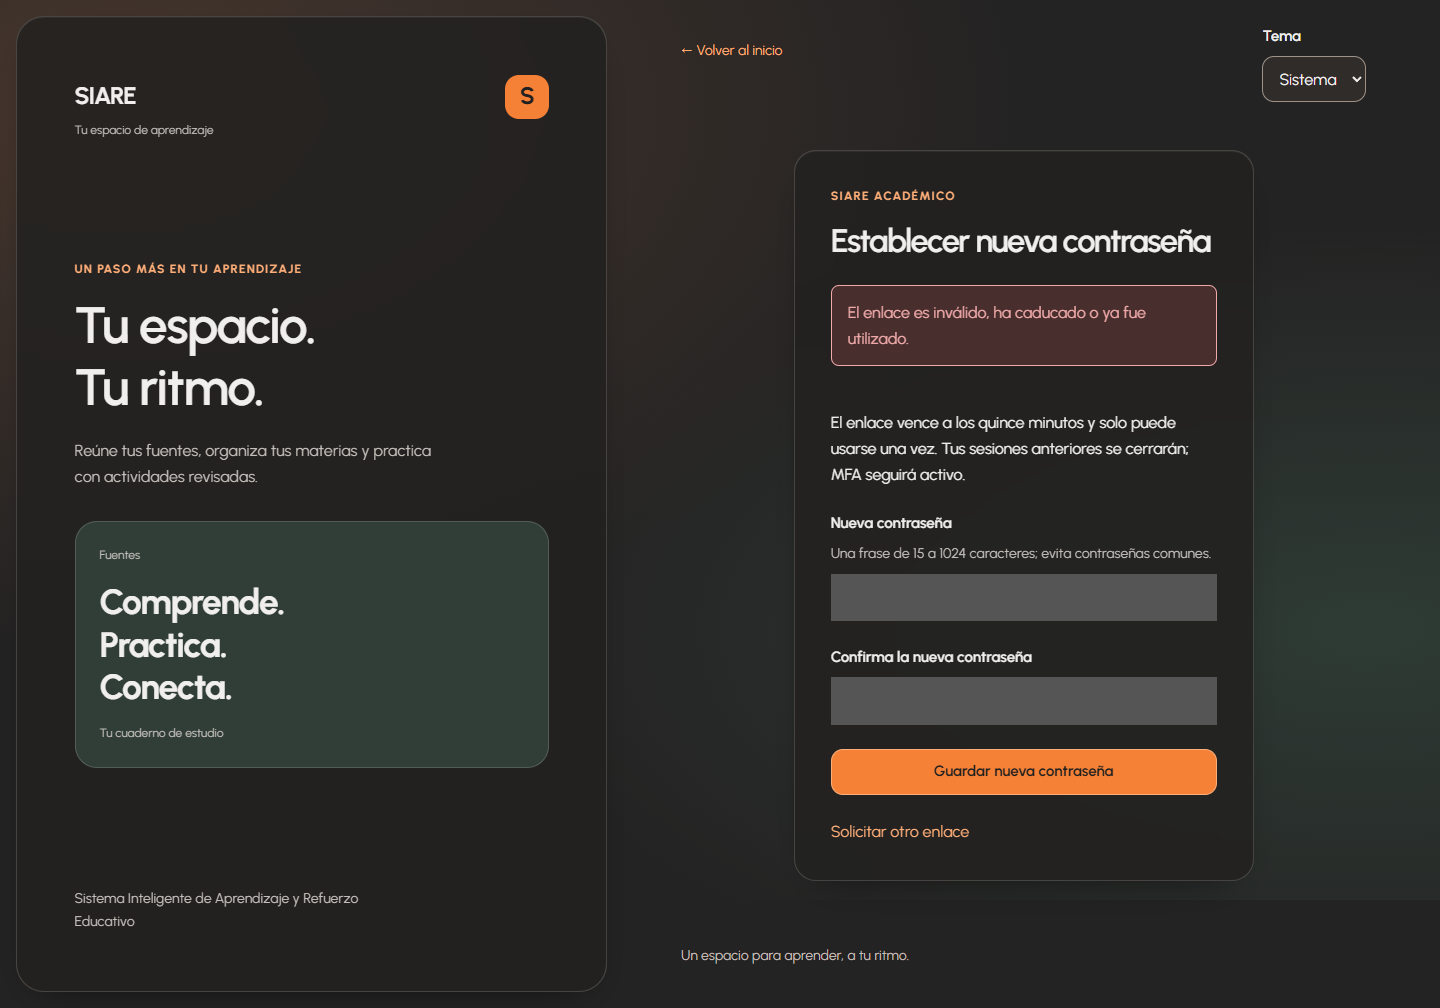 SIARE
S
Tu espacio de aprendizaje
UN PASO MÁS EN TU APRENDIZAJE
Tu espacio.
Tu ritmo.
Reúne tus fuentes, organiza tus materias y practica
con actividades revisadas.
Fuentes
Comprende.
Practica.
Conecta.
Tu cuaderno de estudio
Sistema Inteligente de Aprendizaje y Refuerzo
Educativo
← Volver al inicio
Tema
Sistema
SIARE ACADÉMICO
Establecer nueva contraseña
El enlace es inválido, ha caducado o ya fue
utilizado.
El enlace vence a los quince minutos y solo puede
usarse una vez. Tus sesiones anteriores se cerrarán;
MFA seguirá activo.
Nueva contraseña
Una frase de 15 a 1024 caracteres; evita contraseñas comunes.
Confirma la nueva contraseña
Guardar nueva contraseña
Solicitar otro enlace
Un espacio para aprender, a tu ritmo.